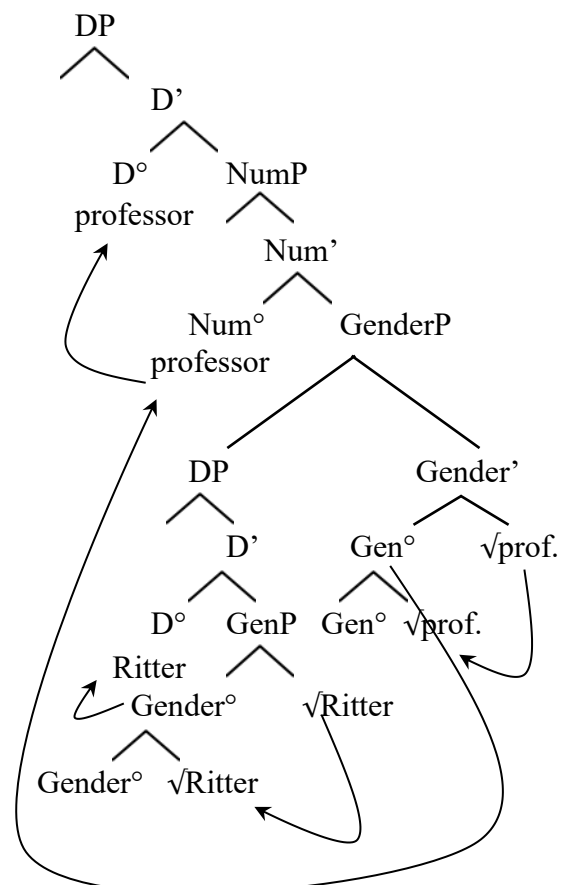 DP
D’
D° NumP
professor
Num’
Num° GenderP
professor
DP Gender’
D’ Gen° √prof.
D° GenP Gen° √prof.
Ritter
Gender° √Ritter
Gender° √Ritter